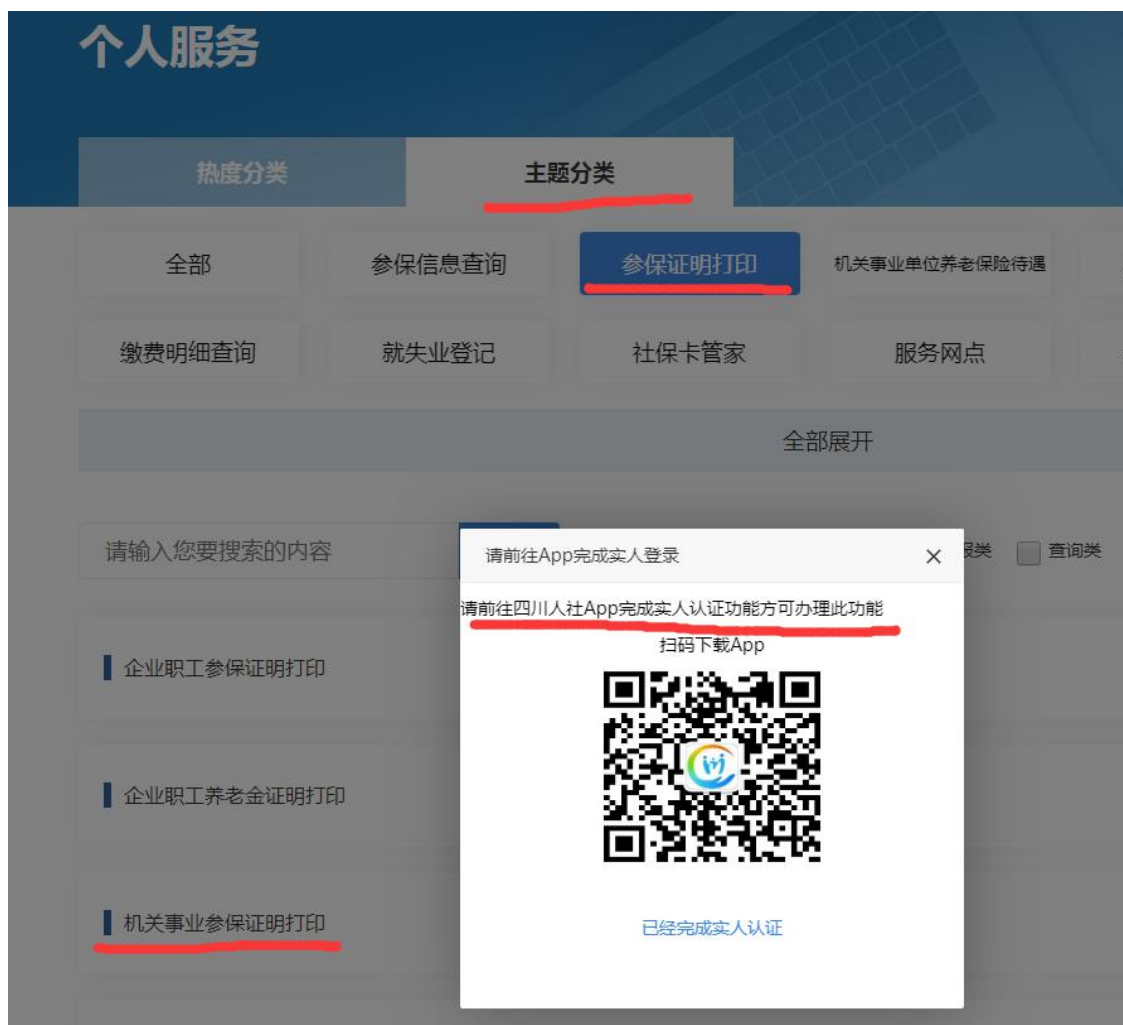 个人服务
热度分类
主题分类
全部
参保信息查询
参保证明打印
机关事业单位养老保险待遇
缴费明细查询
就失业登记
社保卡管家
服务网点
全部展开
请输入您要搜索的内容
查询类
请前往App完成实人登录
请前往四川人社App完成实人认证功能方可办理此功能
扫码下载App
已经完成实人认证
企业职工参保证明打印
企业职工养老金证明打印
机关事业参保证明打印